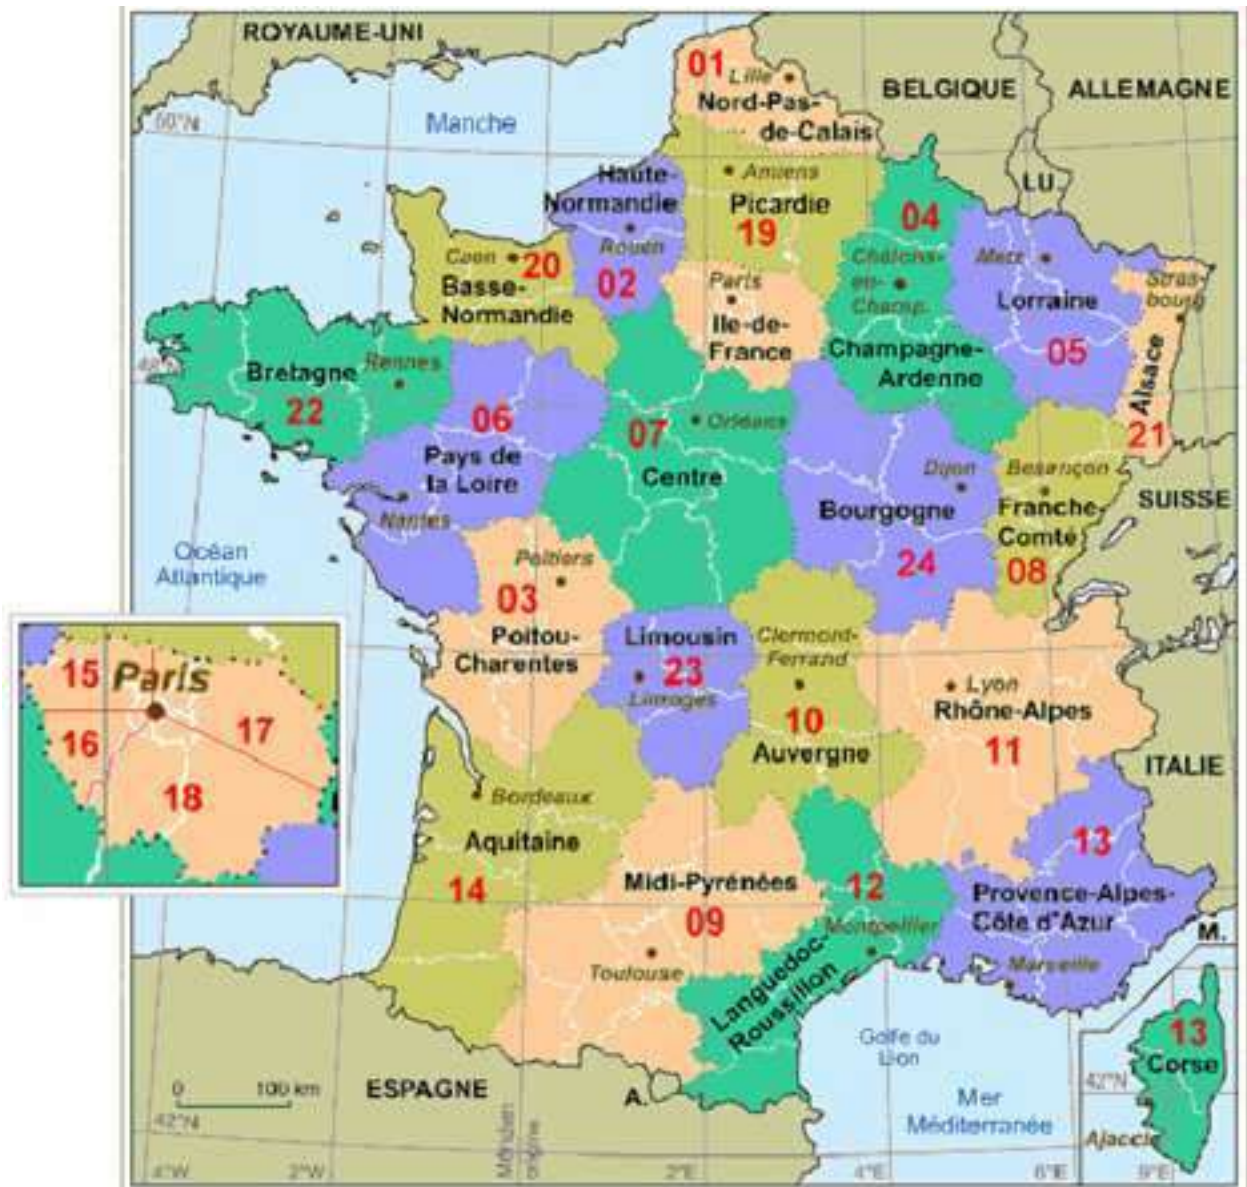 ROYAUME-UNI
01
Lille
BELGIQUE
ALLEMAGNE
Nord-Pas-
de-Calais
50°N
Manche
LU.
Haute-
Normandie
Amiens
Picardie
19
04
Rouen
02
Caen
20
Basse-
Normandie
Châlons-
en-
Champ.
Metz
Lorraine
05
Stras-
bourg
Paris
Ile-de-
France
Champagne-
Ardenne
Alsace
21
48°N
Bretagne
Rennes
22
06
Pays de
la Loire
Nantes
07
Orléans
Centre
Dijon
Bourgogne
24
Besançon
Franche-
Comté
08
SUISSE
Océan
Atlantique
Poitiers
03
Poitou-
Charentes
Limousin
23
Limoges
Clermont-
Ferrand
10
Auvergne
Lyon
Rhône-Alpes
11
ITALIE
15
Paris
16
17
18
Bordeaux
Aquitaine
14
Midi-Pyrénées
09
Toulouse
12
Montpellier
Languedoc-
Roussillon
13
Provence-Alpes-
Côte d'Azur
Marseille
M.
13
Corse
42°N
Ajaccio
Golfe du
Lion
Mer
Méditerranée
0
100 km
ESPAGNE
A.
42°N
4°W
2°W
Méridien
origine
2°E
4°E
6°E
9°E